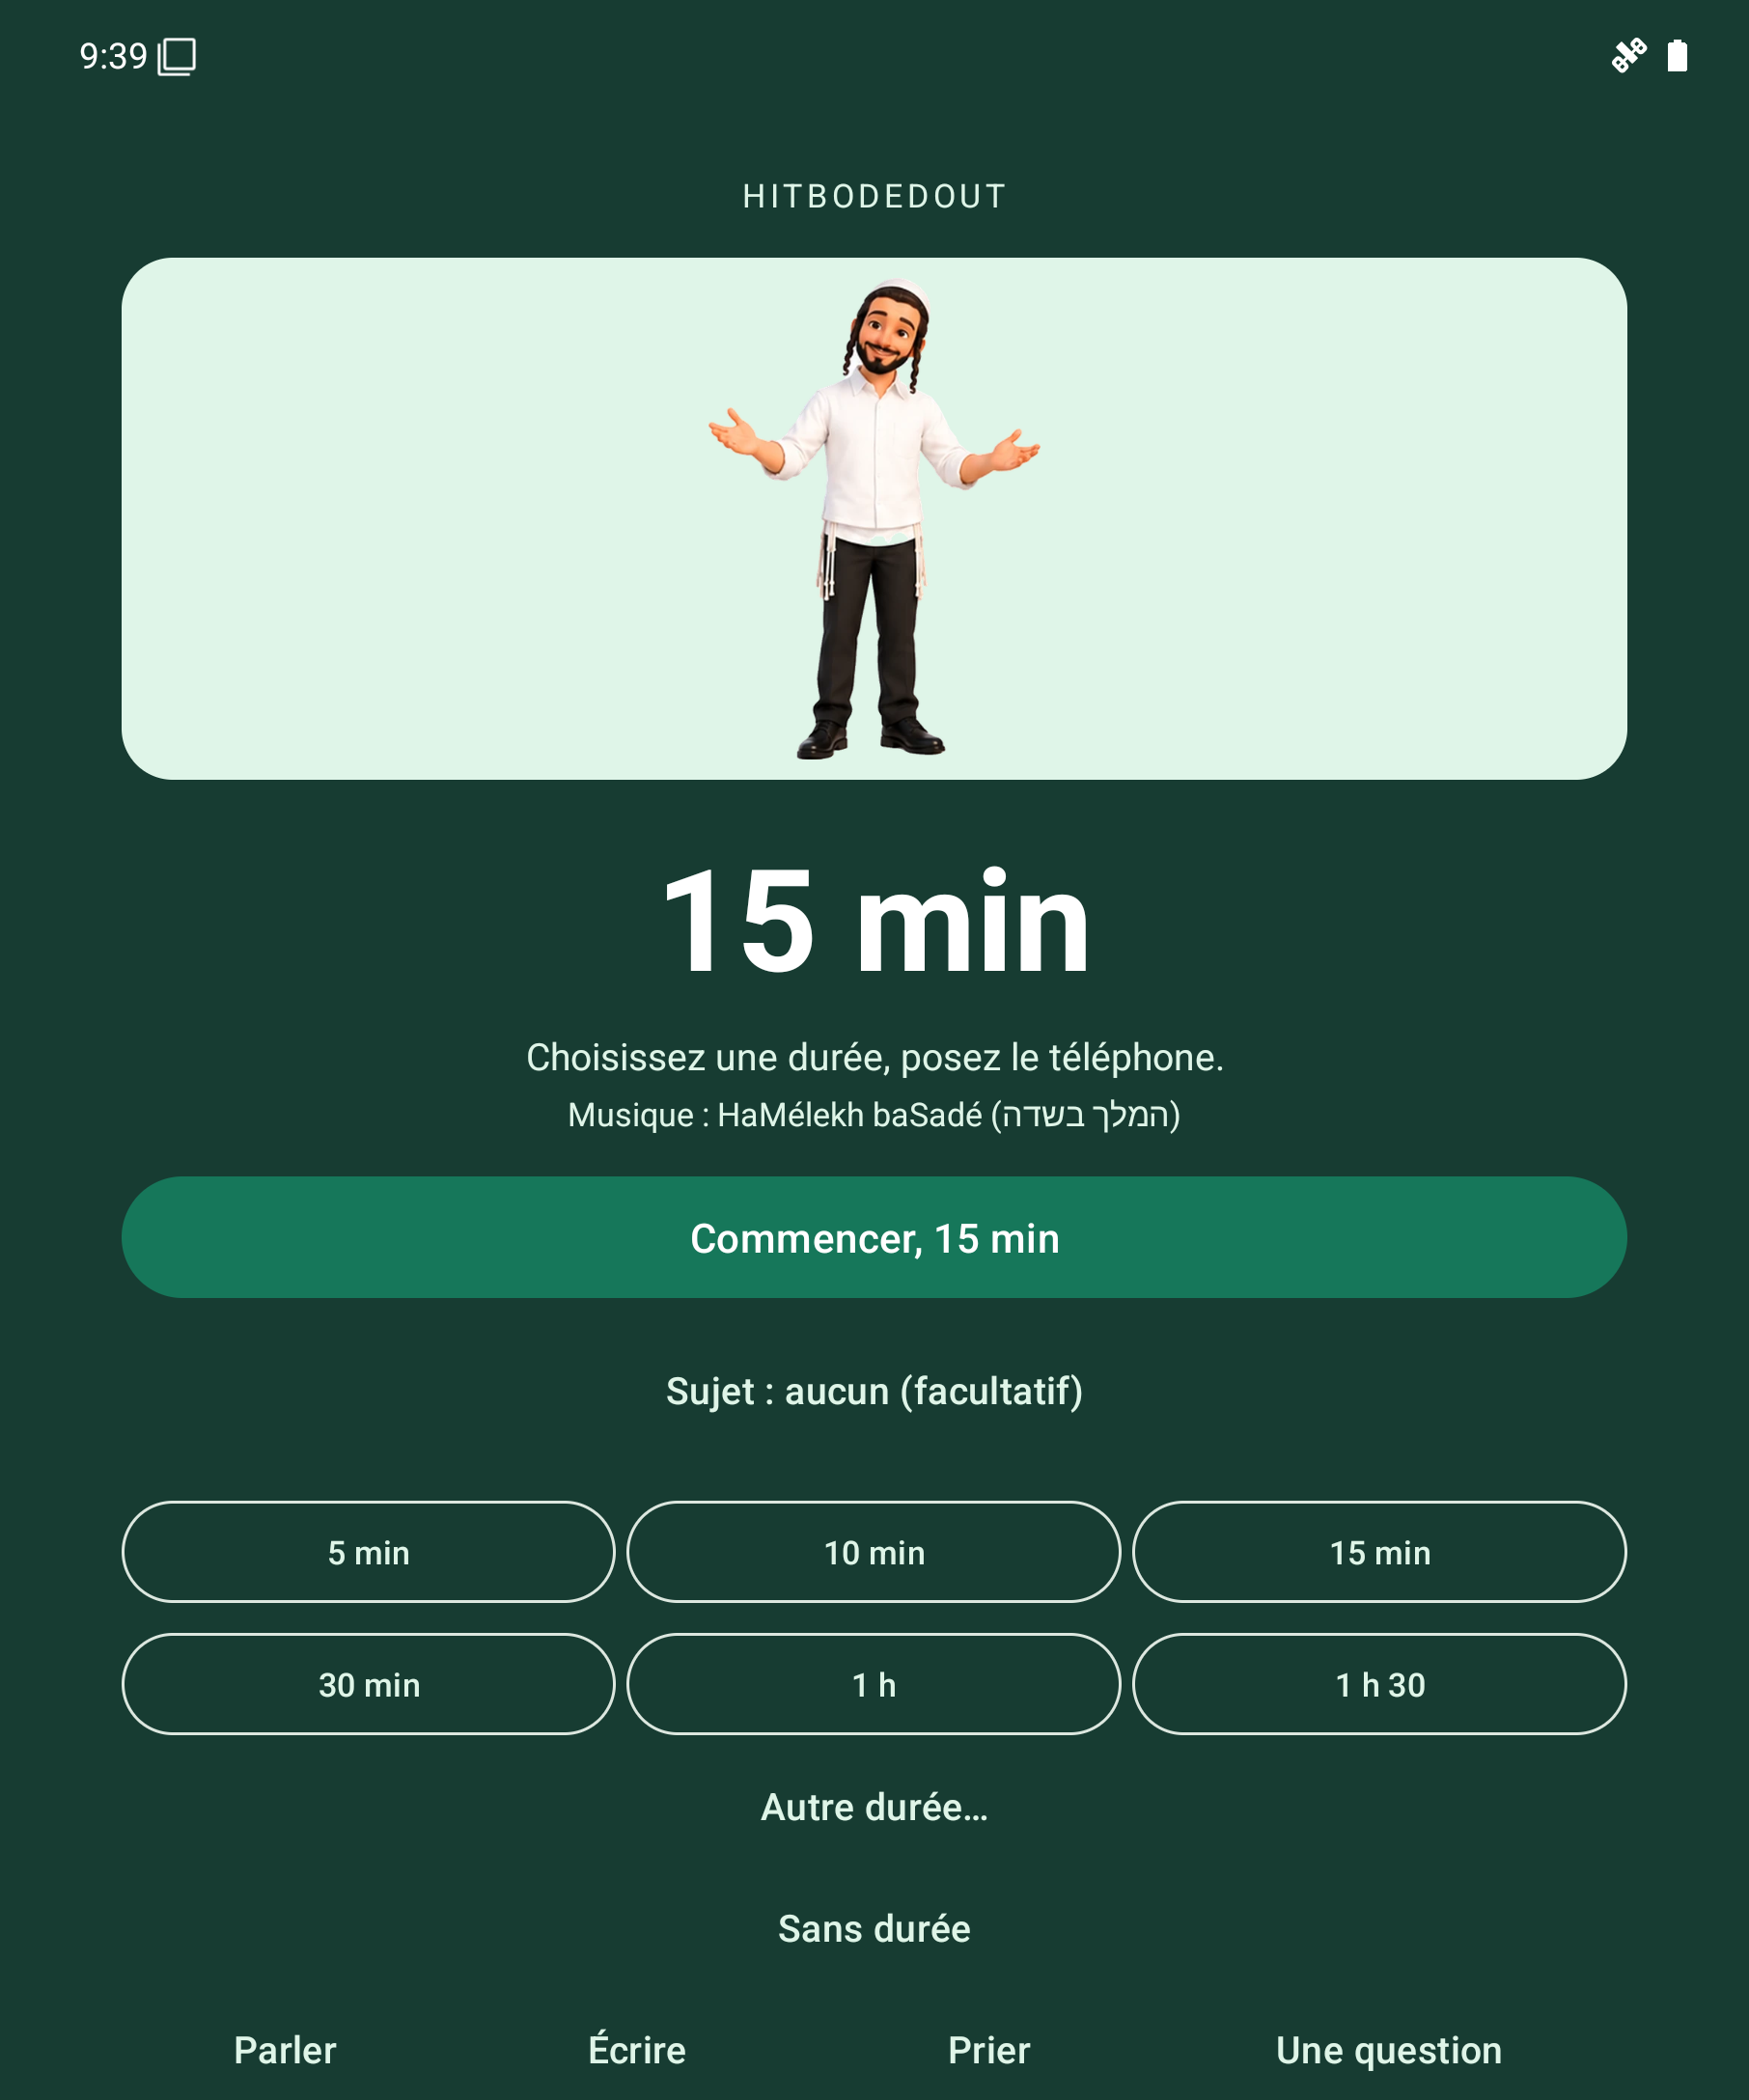 9:39
HITBODEDOUT
15 min
Choisissez une durée, posez le téléphone.
Musique : HaMélekh baSadé (המלך בשדה)
Commencer, 15 min
Sujet : aucun (facultatif)
5 min 10 min 15 min
30 min 1 h 1 h 30
Autre durée…
Sans durée
Parler Écrire Prier Une question